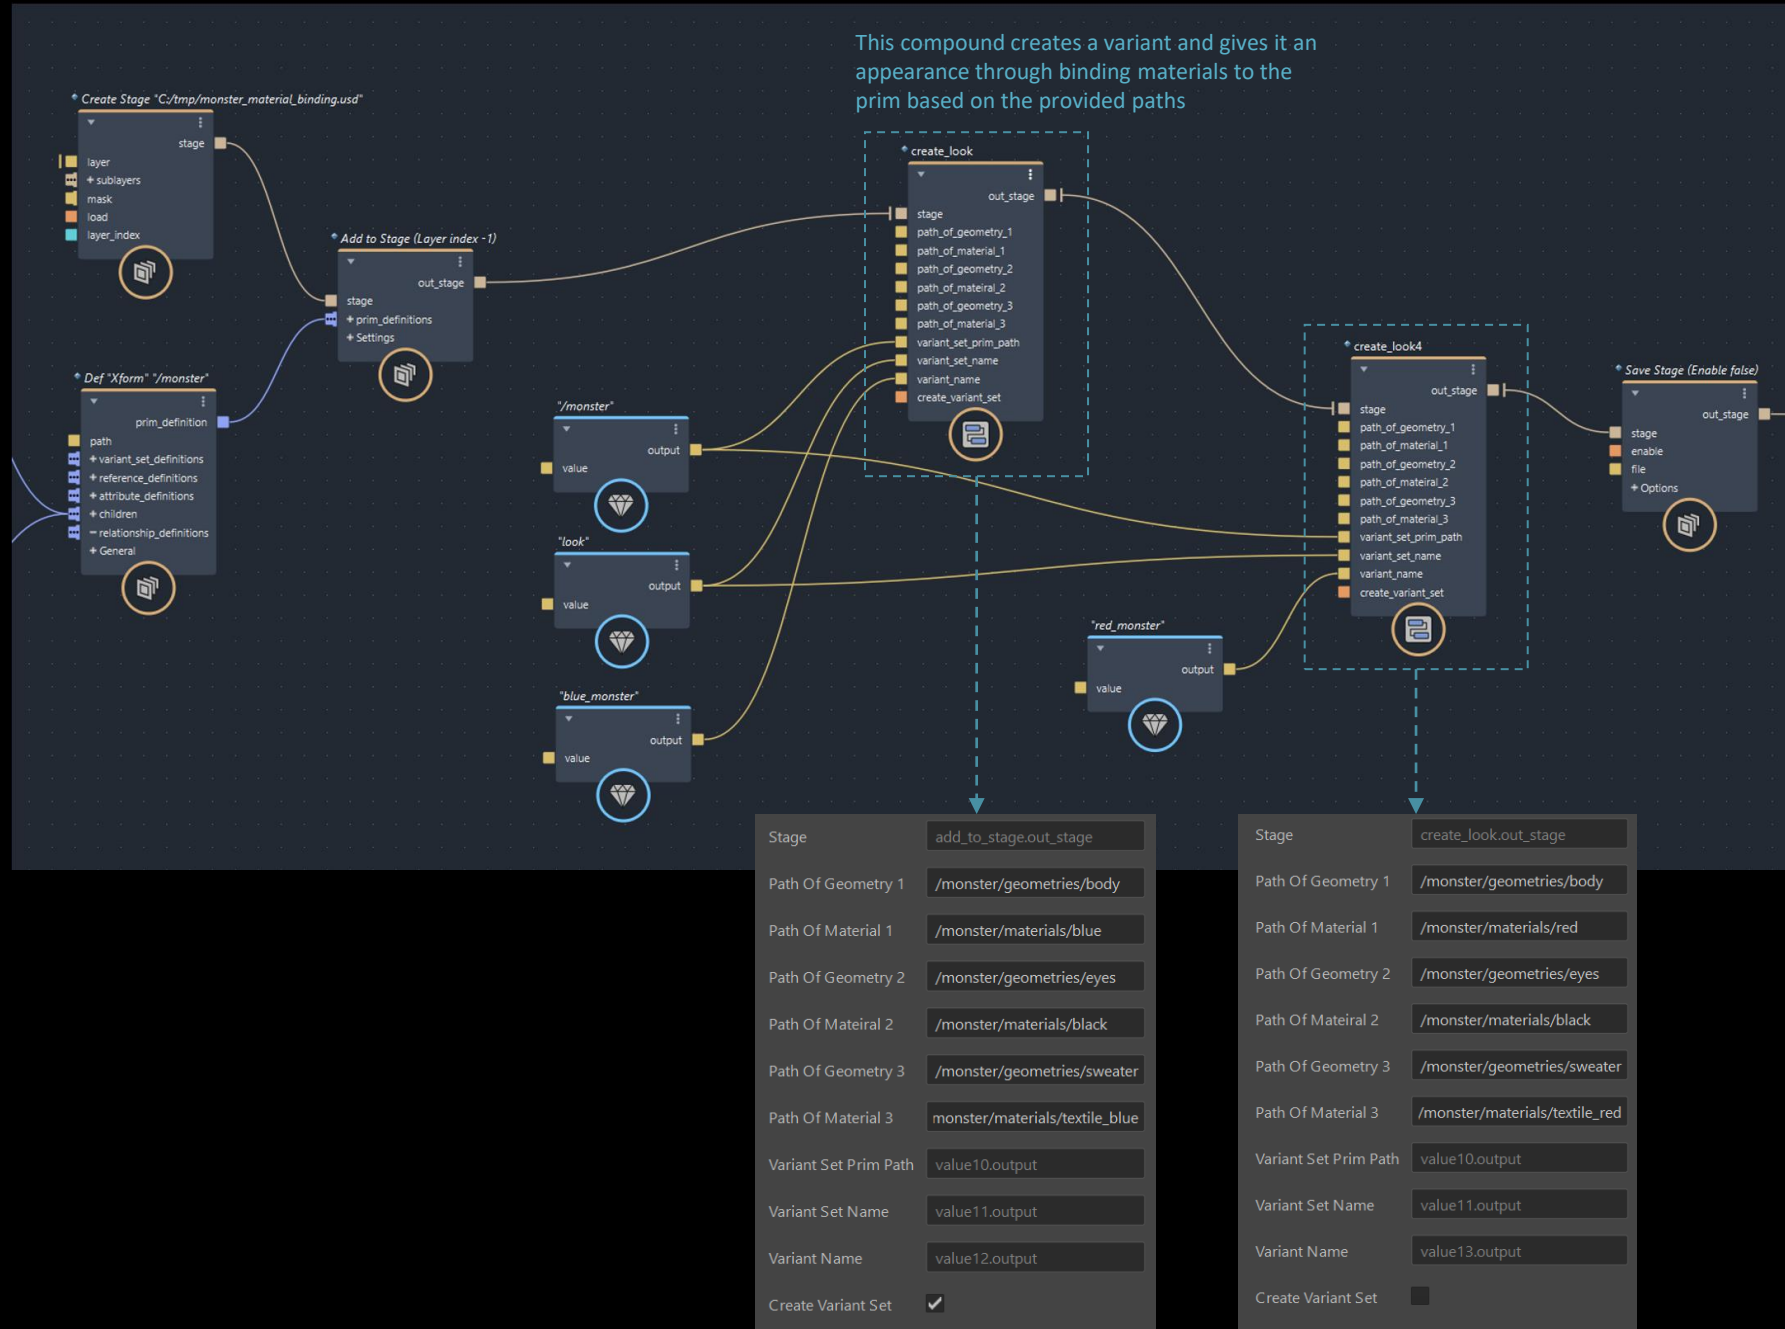 This compound creates a variant and gives it an
appearance through binding materials to the
prim based on the provided paths
Create Stage "C:/tmp/monster_material_binding.usd"
stage
layer
+ sublayers
mask
load
layer_index
Add to Stage (Layer index -1)
out_stage
stage
+ prim_definitions
+ Settings
Def "Xform" "/monster"
prim_definition
path
+ variant_set_definitions
+ reference_definitions
+ attribute_definitions
+ children
− relationship_definitions
+ General
"/monster"
output
value
"look"
output
value
"blue_monster"
output
value
create_look
out_stage
stage
path_of_geometry_1
path_of_material_1
path_of_geometry_2
path_of_mateiral_2
path_of_geometry_3
path_of_material_3
variant_set_prim_path
variant_set_name
variant_name
create_variant_set
"red_monster"
output
value
create_look4
out_stage
stage
path_of_geometry_1
path_of_material_1
path_of_geometry_2
path_of_mateiral_2
path_of_geometry_3
path_of_material_3
variant_set_prim_path
variant_set_name
variant_name
create_variant_set
Save Stage (Enable false)
out_stage
stage
enable
file
+ Options
Stage add_to_stage.out_stage
Path Of Geometry 1 /monster/geometries/body
Path Of Material 1 /monster/materials/blue
Path Of Geometry 2 /monster/geometries/eyes
Path Of Mateiral 2 /monster/materials/black
Path Of Geometry 3 /monster/geometries/sweater
Path Of Material 3 monster/materials/textile_blue
Variant Set Prim Path value10.output
Variant Set Name value11.output
Variant Name value12.output
Create Variant Set
Stage create_look.out_stage
Path Of Geometry 1 /monster/geometries/body
Path Of Material 1 /monster/materials/red
Path Of Geometry 2 /monster/geometries/eyes
Path Of Mateiral 2 /monster/materials/black
Path Of Geometry 3 /monster/geometries/sweater
Path Of Material 3 /monster/materials/textile_red
Variant Set Prim Path value10.output
Variant Set Name value11.output
Variant Name value13.output
Create Variant Set